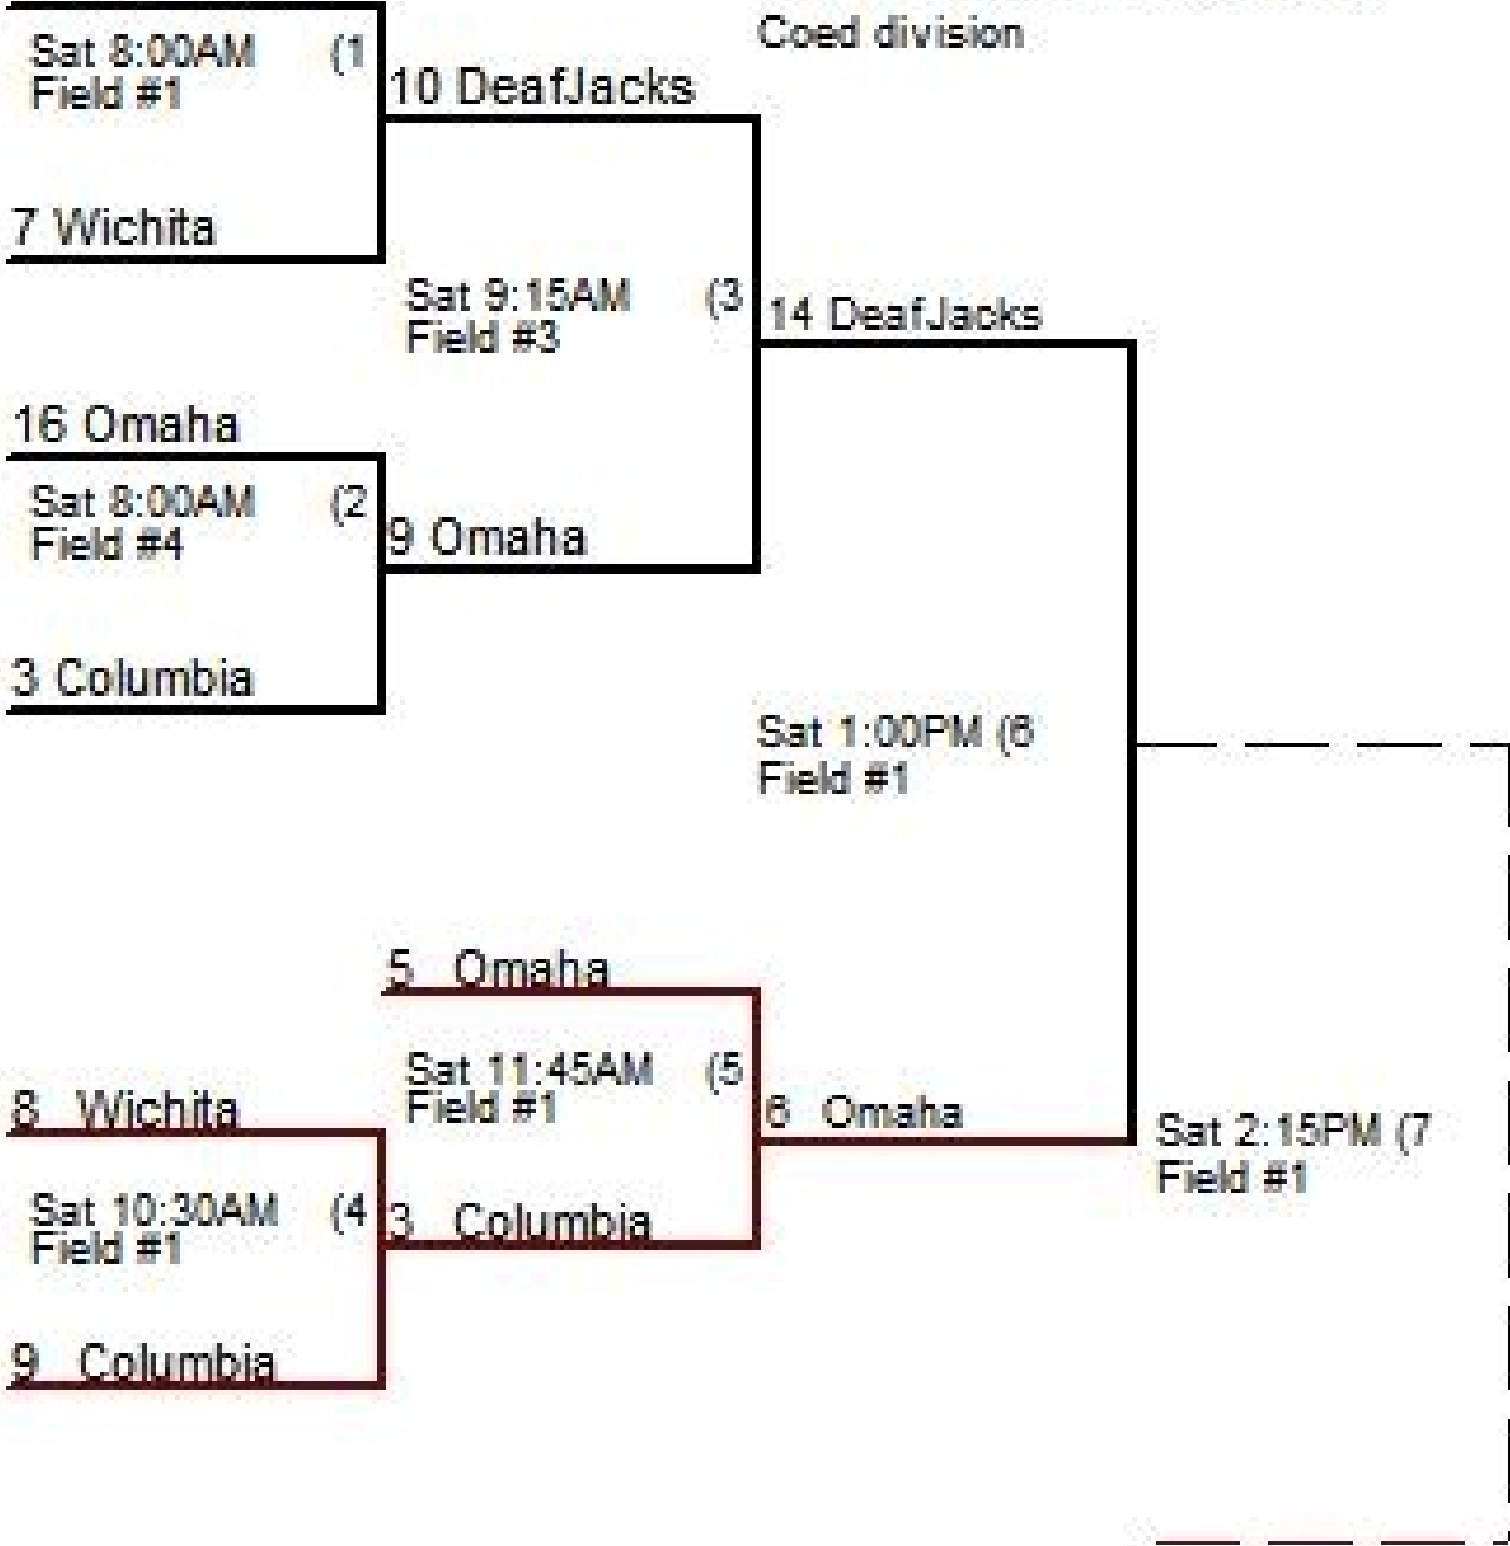 Coed division
Sat 8:00AM (1
Field #1
10 DeafJacks
7 Wichita
Sat 9:15AM (3
Field #3
14 DeafJacks
16 Omaha
Sat 8:00AM (2
Field #4
9 Omaha
3 Columbia
Sat 1:00PM (6
Field #1
5 Omaha
Sat 11:45AM (5
Field #1
8 Wichita
6 Omaha
Sat 2:15PM (7
Field #1
Sat 10:30AM (4
Field #1
3 Columbia
9 Columbia